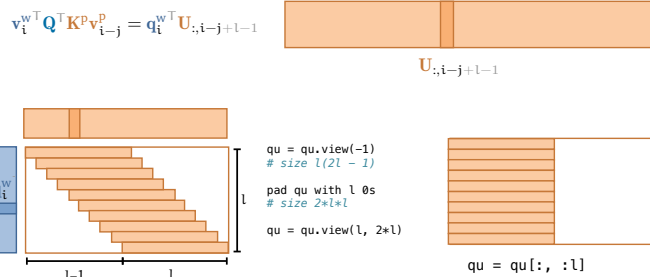 v_i^w⊤ Q⊤ K^p v_{i−j}^p = q_i^w⊤ U_{:,i−j+l−1}
U_{:,i−j+l−1}
qu = qu.view(-1)
# size l(2l - 1)
pad qu with l 0s
# size 2*l*l
qu = qu.view(l, 2*l)
l
l−1
l
qu = qu[:, :l]